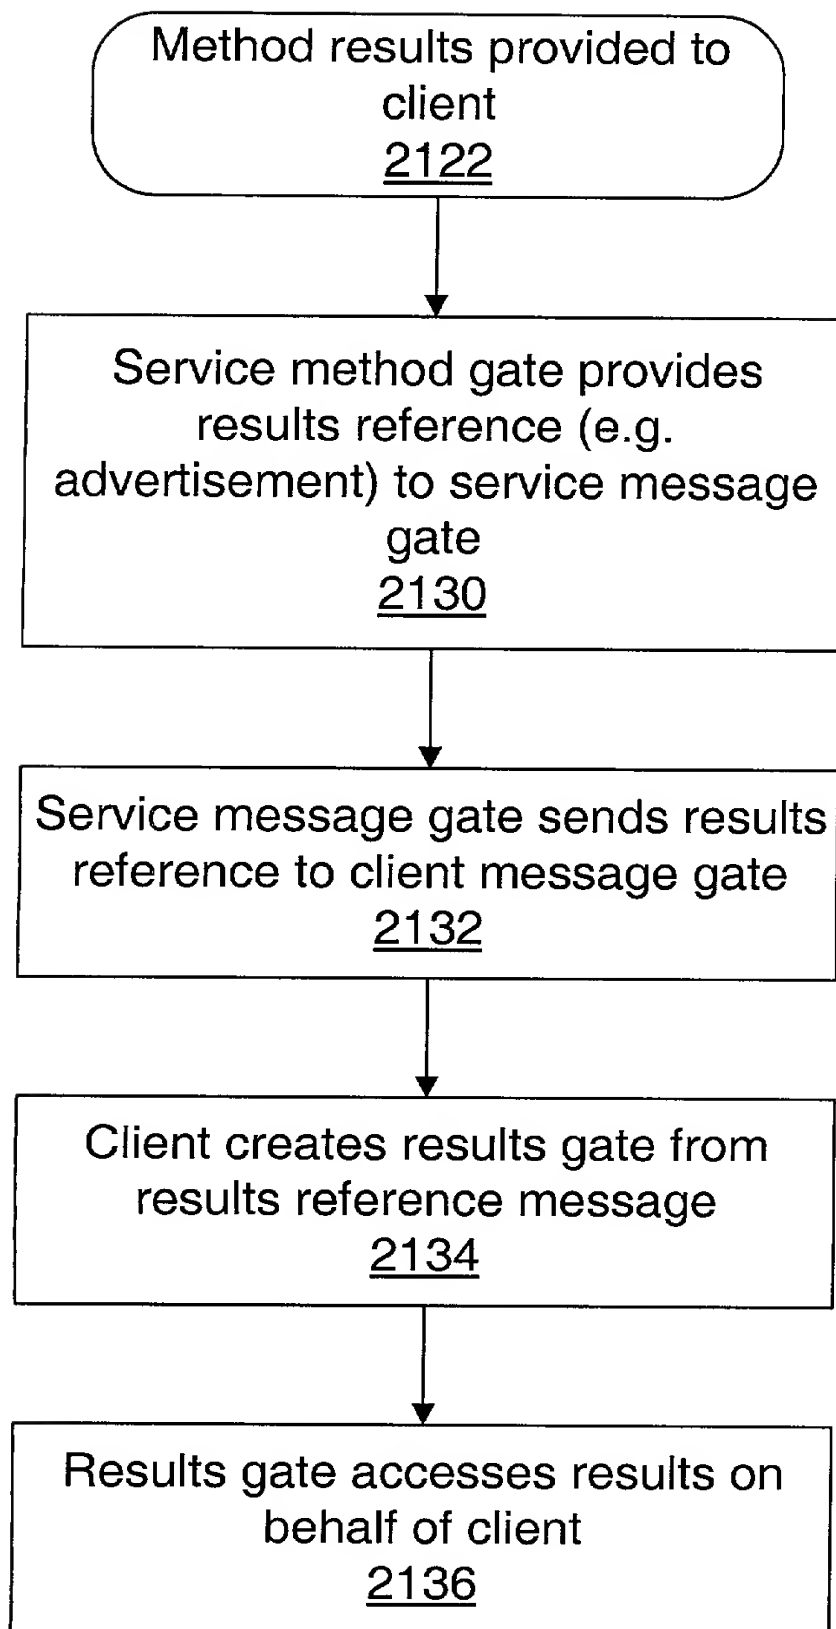 Method results provided to
client
2122
Service method gate provides
results reference (e.g.
advertisement) to service message
gate
2130
Service message gate sends results
reference to client message gate
2132
Client creates results gate from
results reference message
2134
Results gate accesses results on
behalf of client
2136